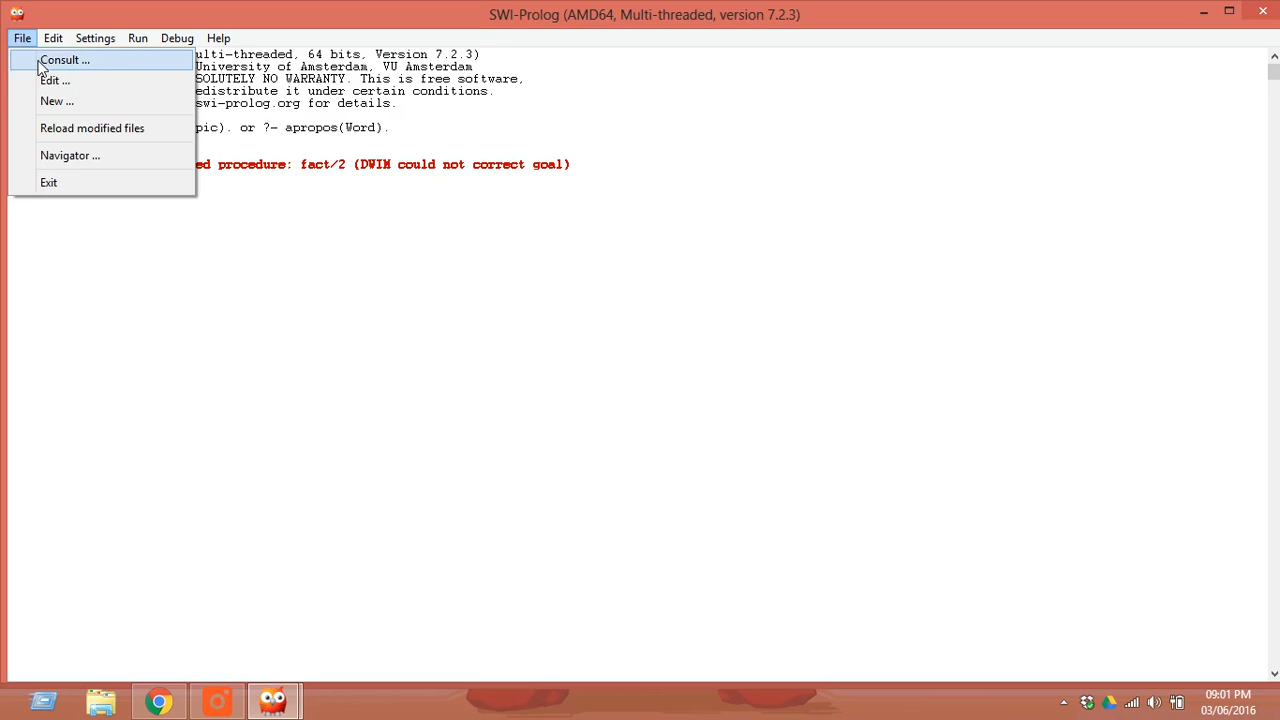 SWI-Prolog (AMD64, Multi-threaded, version 7.2.3)
File Edit Settings Run Debug Help
Consult ...
Edit ...
New ...
Reload modified files
Navigator ...
Exit
ulti-threaded, 64 bits, Version 7.2.3)
University of Amsterdam, VU Amsterdam
SOLUTELY NO WARRANTY. This is free software,
edistribute it under certain conditions.
swi-prolog.org for details.
pic). or ?- apropos(Word).
ed procedure: fact/2 (DWIM could not correct goal)
09:01 PM
03/06/2016